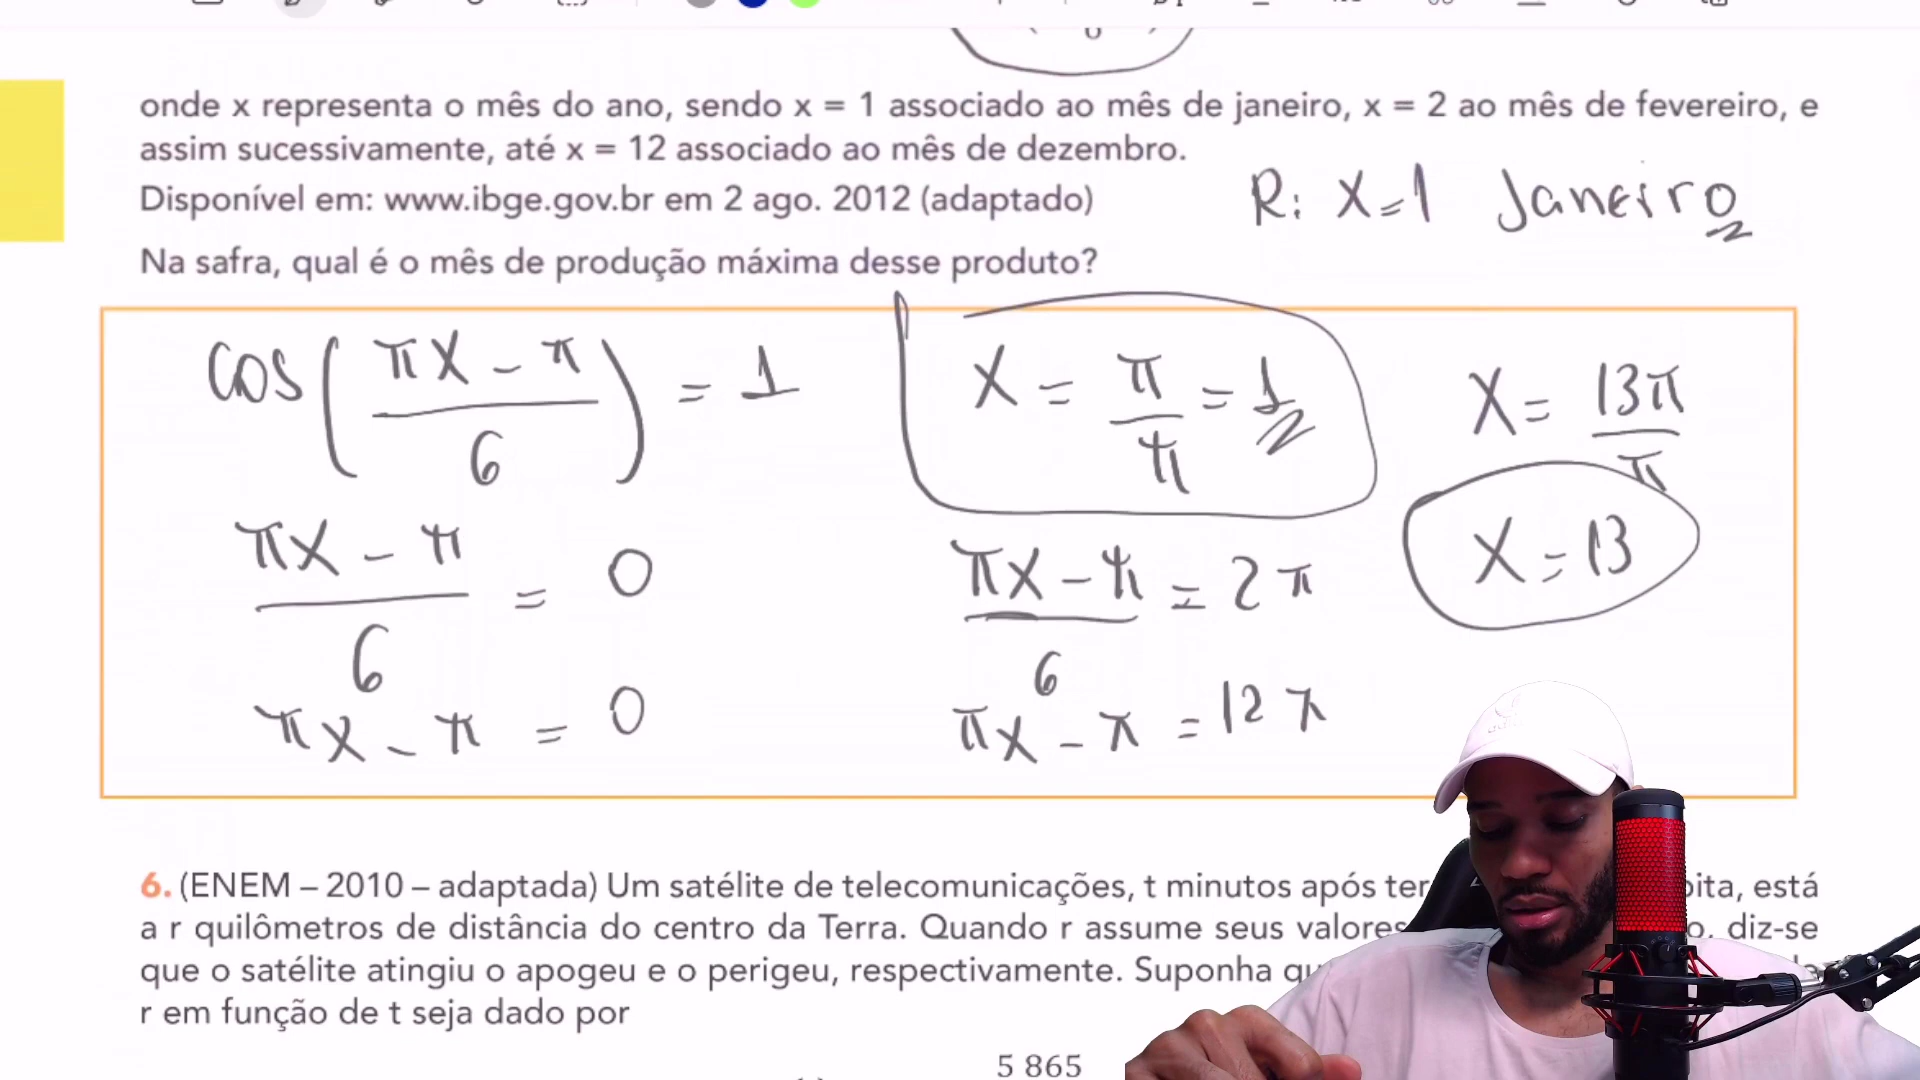 onde x representa o mês do ano, sendo x = 1 associado ao mês de janeiro, x = 2 ao mês de fevereiro, e
assim sucessivamente, até x = 12 associado ao mês de dezembro.
Disponível em: www.ibge.gov.br em 2 ago. 2012 (adaptado)
R: X=1 Janeiro
Na safra, qual é o mês de produção máxima desse produto?
cos(πx - π / 6) = 1
πx - π / 6 = 0
πx - π = 0
x = π / π = 1
πx - π / 6 = 2π
πx - π = 12π
x = 13π / π
x = 13
6. (ENEM – 2010 – adaptada) Um satélite de telecomunicações, t minutos após ter
está
a r quilômetros de distância do centro da Terra. Quando r assume seus valores
diz-se
que o satélite atingiu o apogeu e o perigeu, respectivamente. Suponha
r em função de t seja dado por
5 865